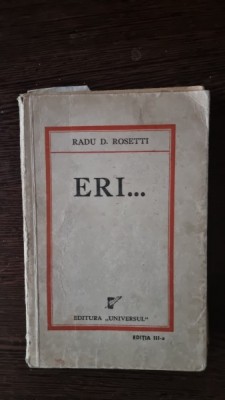 RADU D. ROSETTI
ERI...
EDITURA „UNIVERSUL"
EDIȚIA III-a